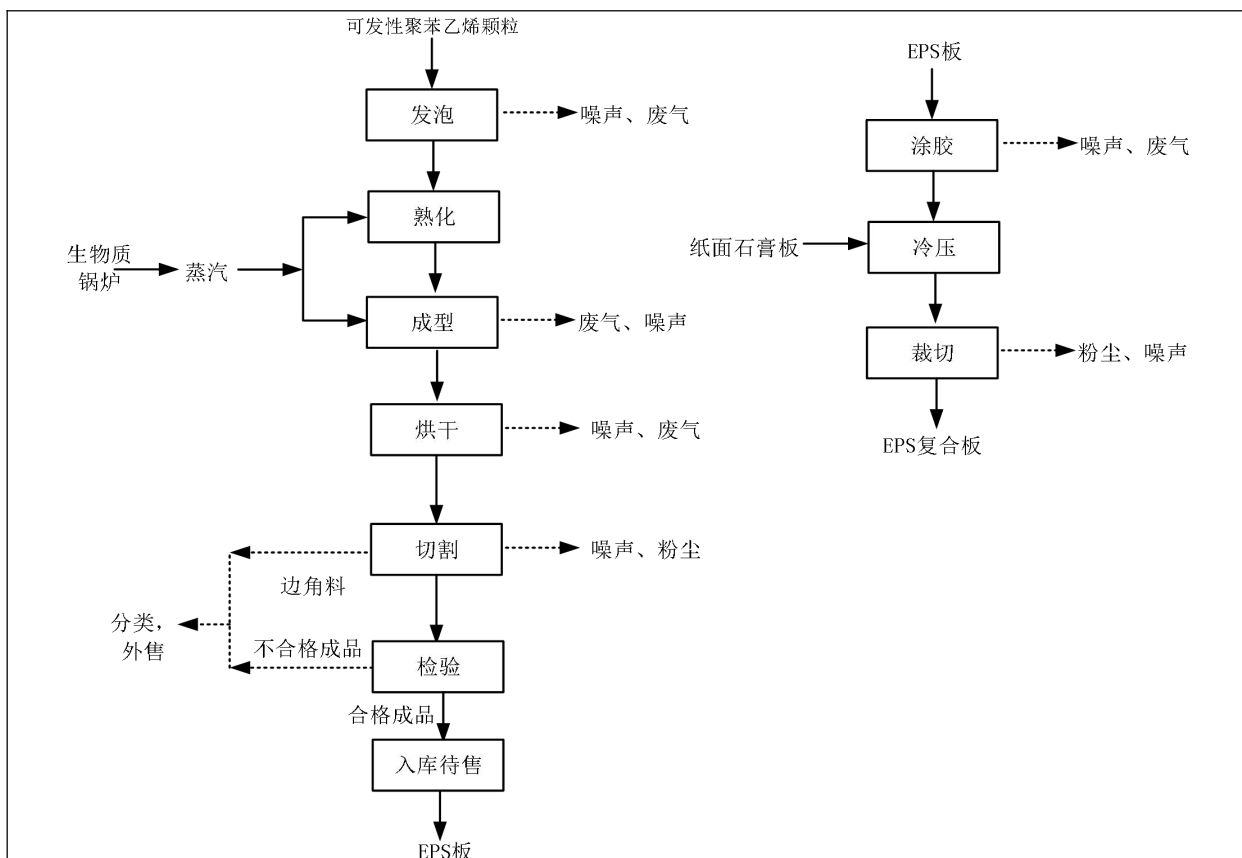 可发性聚苯乙烯颗粒
发泡
噪声、废气
熟化
生物质
锅炉
蒸汽
成型
废气、噪声
烘干
噪声、废气
切割
噪声、粉尘
边角料
分类，
外售
不合格成品
检验
合格成品
入库待售
EPS板
EPS板
涂胶
噪声、废气
纸面石膏板
冷压
裁切
粉尘、噪声
EPS复合板